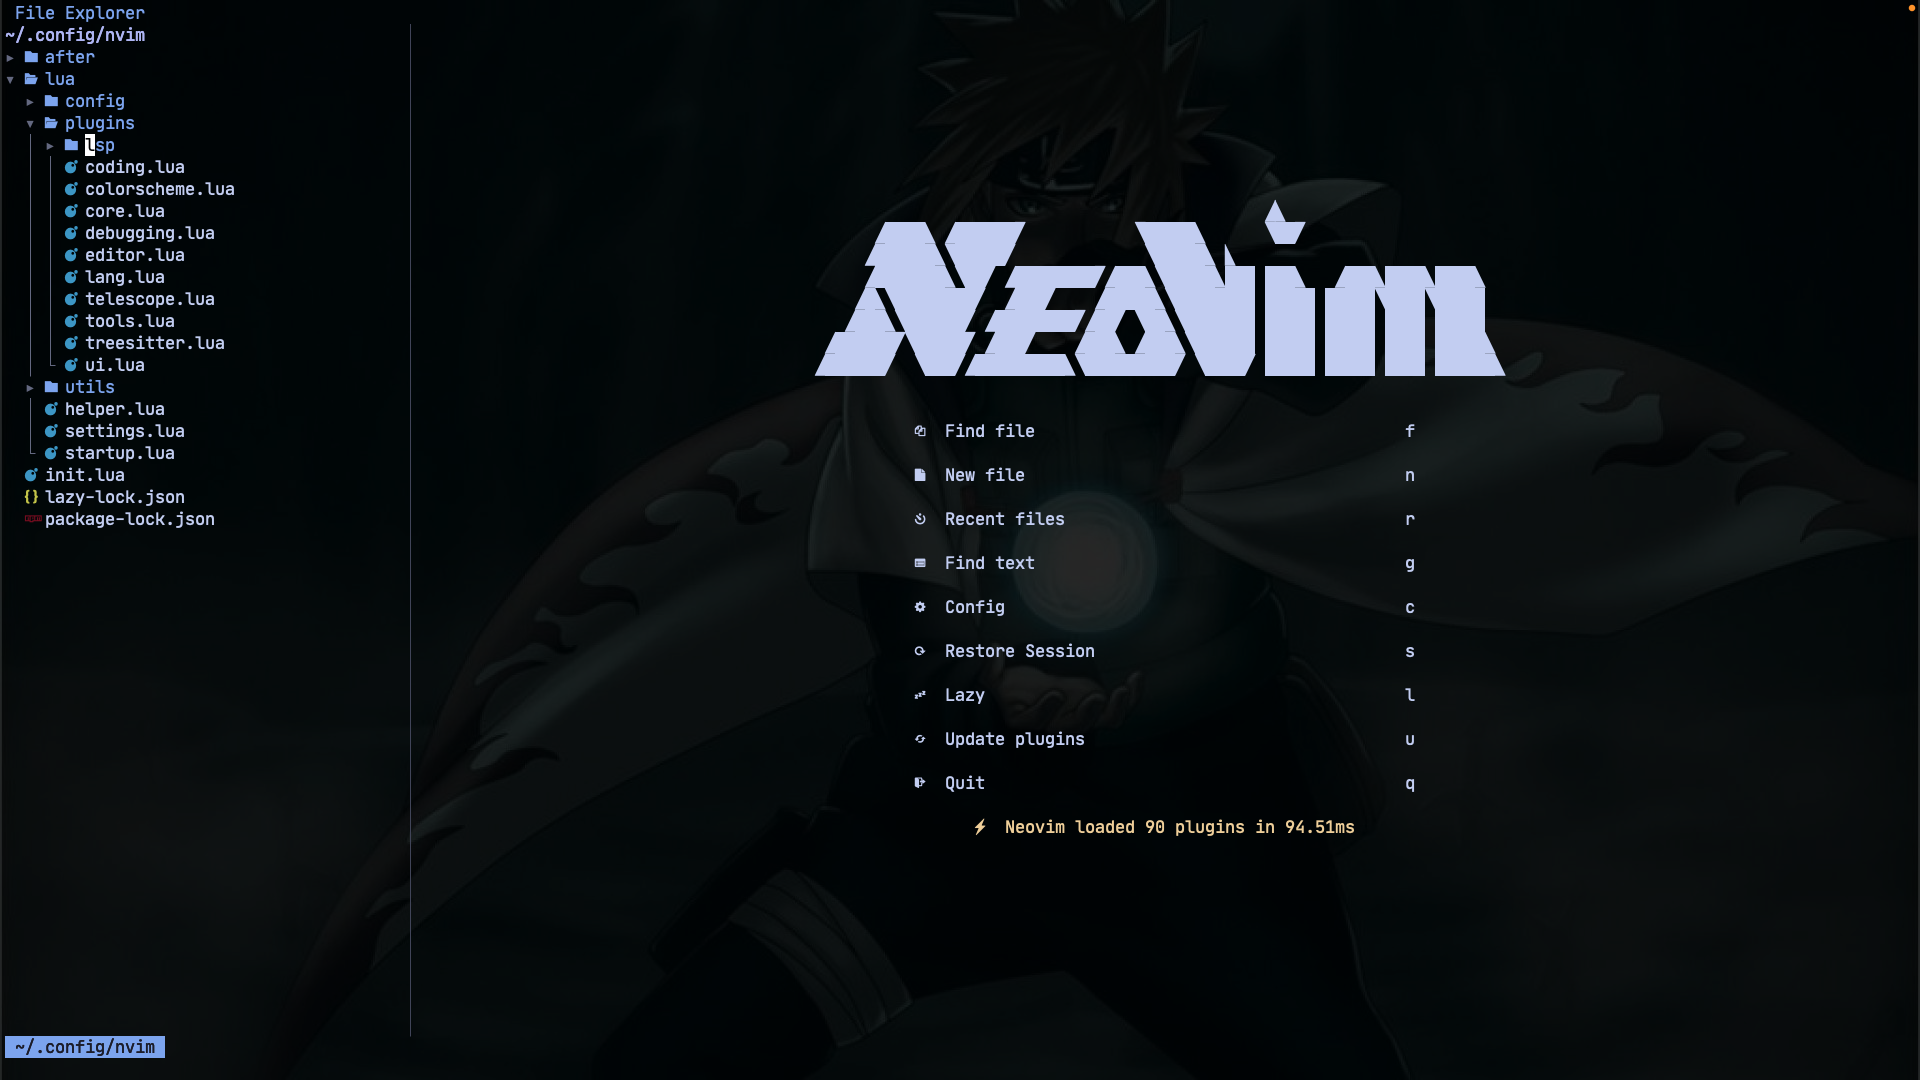 File Explorer
~/.config/nvim
after
lua
config
plugins
lsp
coding.lua
colorscheme.lua
core.lua
debugging.lua
editor.lua
lang.lua
telescope.lua
tools.lua
treesitter.lua
ui.lua
utils
helper.lua
settings.lua
startup.lua
init.lua
{} lazy-lock.json
package-lock.json
NEOVim
Find file f
New file n
Recent files r
Find text g
Config c
Restore Session s
Lazy l
Update plugins u
Quit q
Neovim loaded 90 plugins in 94.51ms
~/.config/nvim